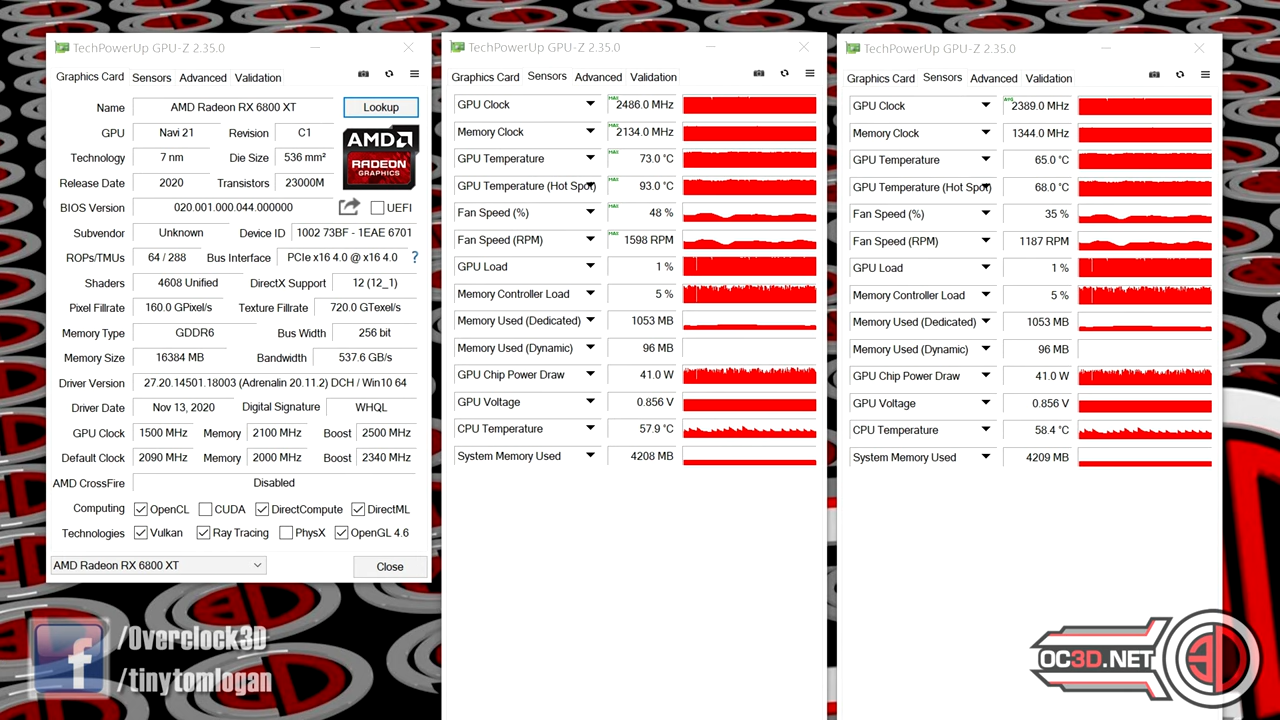 TechPowerUp GPU-Z 2.35.0
Graphics Card Sensors Advanced Validation
Name AMD Radeon RX 6800 XT Lookup
GPU Navi 21 Revision C1
Technology 7 nm Die Size 536 mm²
Release Date 2020 Transistors 23000M
AMD
RADEON
GRAPHICS
BIOS Version 020.001.000.044.000000 UEFI
Subvendor Unknown Device ID 1002 73BF - 1EAE 6701
ROPs/TMUs 64 / 288 Bus Interface PCIe x16 4.0 @ x16 4.0 ?
Shaders 4608 Unified DirectX Support 12 (12_1)
Pixel Fillrate 160.0 GPixel/s Texture Fillrate 720.0 GTexel/s
Memory Type GDDR6 Bus Width 256 bit
Memory Size 16384 MB Bandwidth 537.6 GB/s
Driver Version 27.20.14501.18003 (Adrenalin 20.11.2) DCH / Win10 64
Driver Date Nov 13, 2020 Digital Signature WHQL
GPU Clock 1500 MHz Memory 2100 MHz Boost 2500 MHz
Default Clock 2090 MHz Memory 2000 MHz Boost 2340 MHz
AMD CrossFire Disabled
Computing OpenCL CUDA DirectCompute DirectML
Technologies Vulkan Ray Tracing PhysX OpenGL 4.6
AMD Radeon RX 6800 XT Close
TechPowerUp GPU-Z 2.35.0
Graphics Card Sensors Advanced Validation
GPU Clock MAX 2486.0 MHz
Memory Clock MAX 2134.0 MHz
GPU Temperature MAX 73.0 °C
GPU Temperature (Hot Spot) MAX 93.0 °C
Fan Speed (%) MAX 48 %
Fan Speed (RPM) MAX 1598 RPM
GPU Load 1 %
Memory Controller Load 5 %
Memory Used (Dedicated) 1053 MB
Memory Used (Dynamic) 96 MB
GPU Chip Power Draw 41.0 W
GPU Voltage 0.856 V
CPU Temperature 57.9 °C
System Memory Used 4208 MB
TechPowerUp GPU-Z 2.35.0
Graphics Card Sensors Advanced Validation
GPU Clock AVG 2389.0 MHz
Memory Clock 1344.0 MHz
GPU Temperature 65.0 °C
GPU Temperature (Hot Spot) 68.0 °C
Fan Speed (%) 35 %
Fan Speed (RPM) 1187 RPM
GPU Load 1 %
Memory Controller Load 5 %
Memory Used (Dedicated) 1053 MB
Memory Used (Dynamic) 96 MB
GPU Chip Power Draw 41.0 W
GPU Voltage 0.856 V
CPU Temperature 58.4 °C
System Memory Used 4209 MB
f /Overclock3D
/tinytomlogan
OC3D.NET